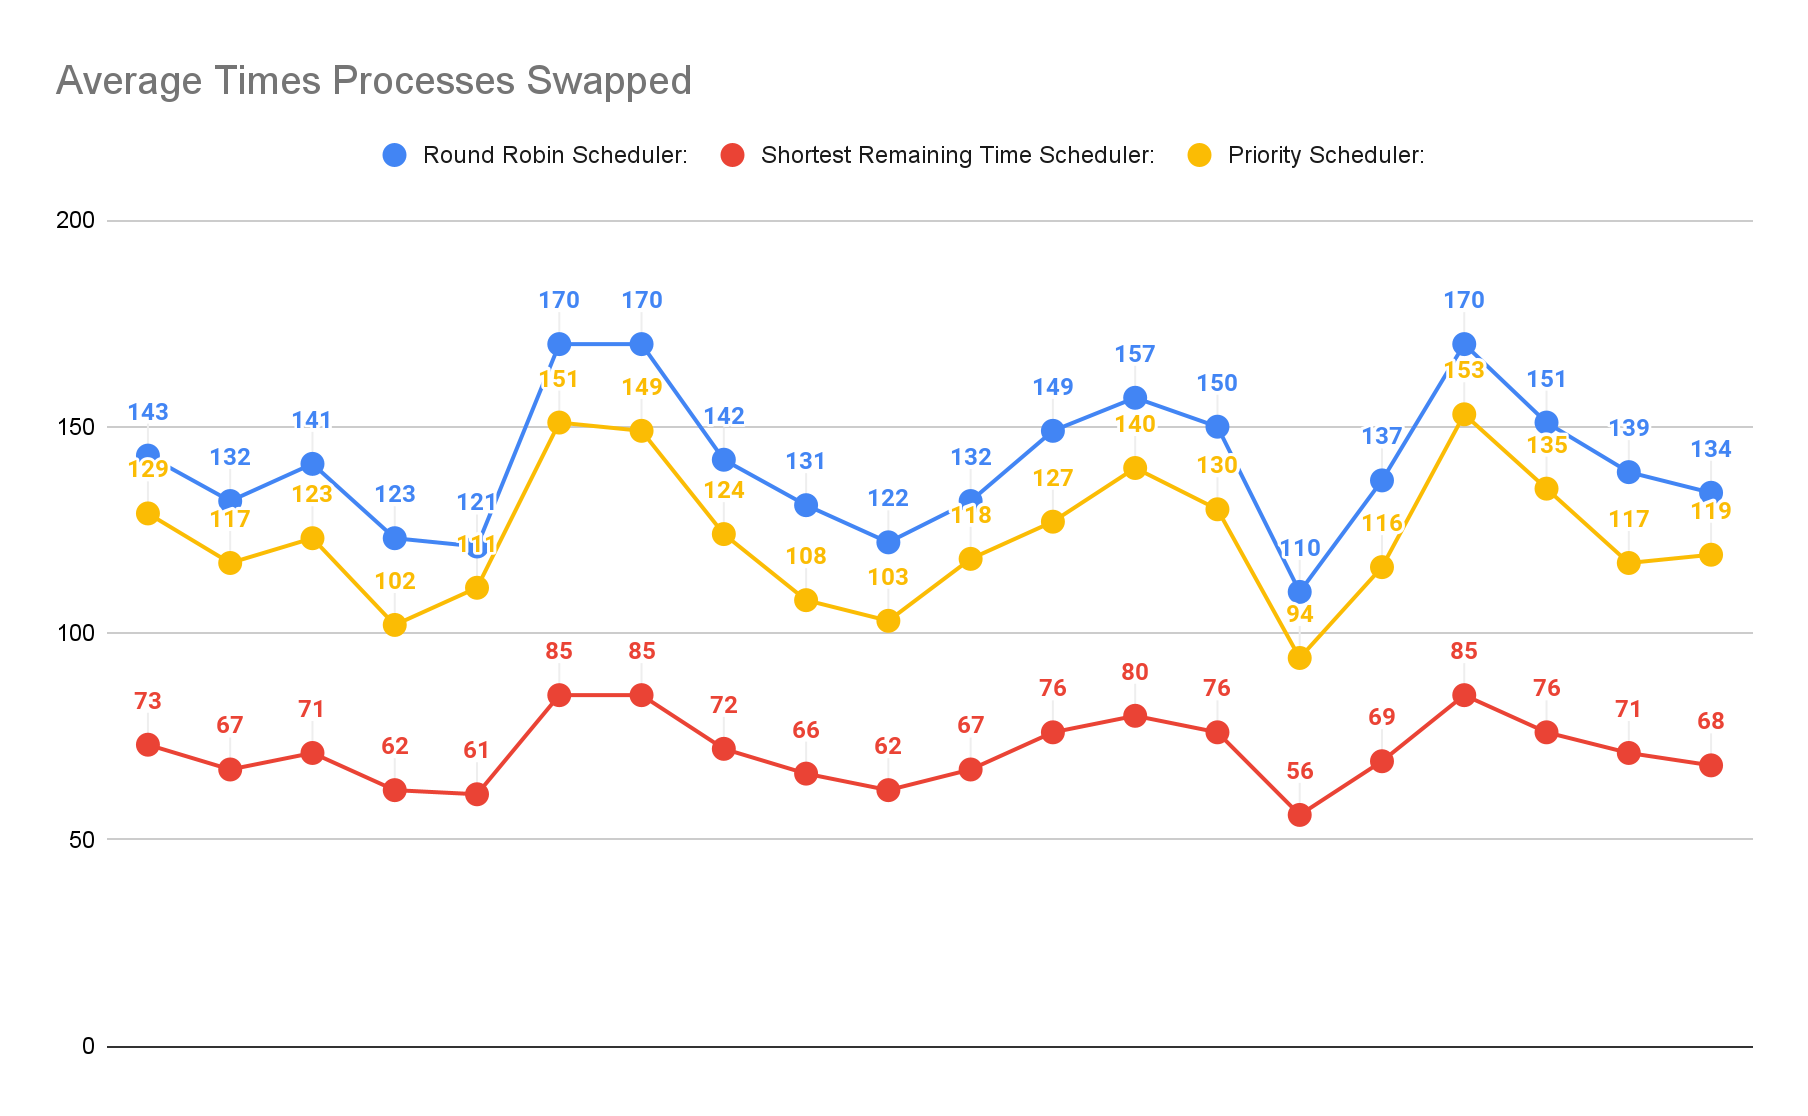 Average Times Processes Swapped
Round Robin Scheduler: Shortest Remaining Time Scheduler: Priority Scheduler:
200
150
100
50
0
143 132 141 123 121 170 170 142 131 122 132 149 157 150 110 137 170 151 139 134
129 117 123 102 111 151 149 124 108 103 118 127 140 130 94 116 153 135 117 119
73 67 71 62 61 85 85 72 66 62 67 76 80 76 56 69 85 76 71 68